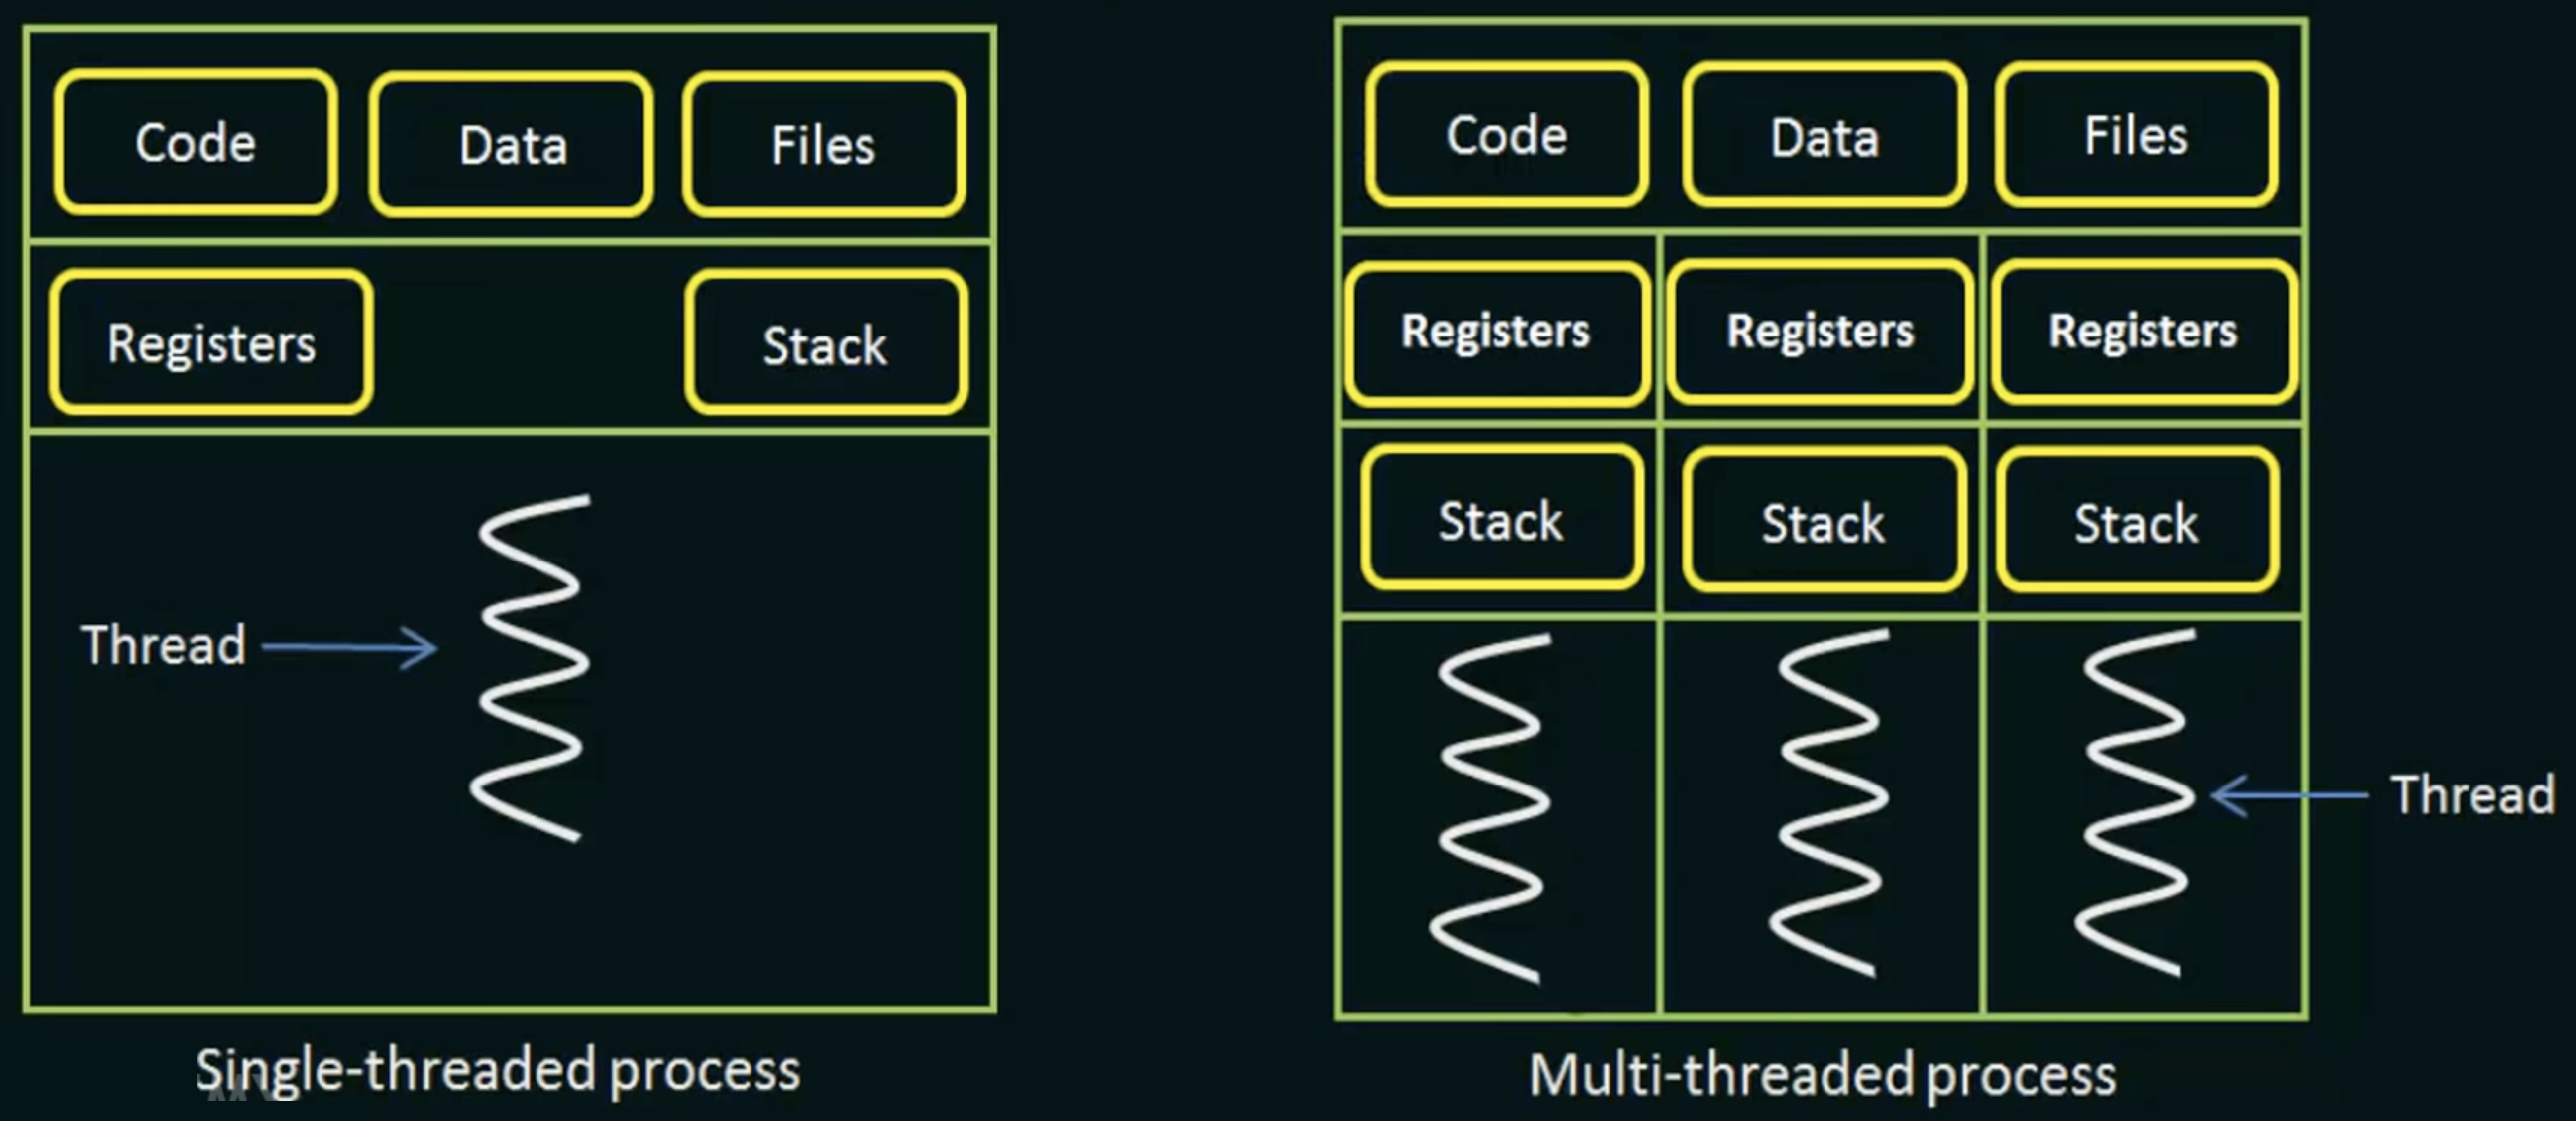 Code Data Files
Registers Stack
Thread
Single-threaded process
Code Data Files
Registers Registers Registers
Stack Stack Stack
Thread
Multi-threaded process